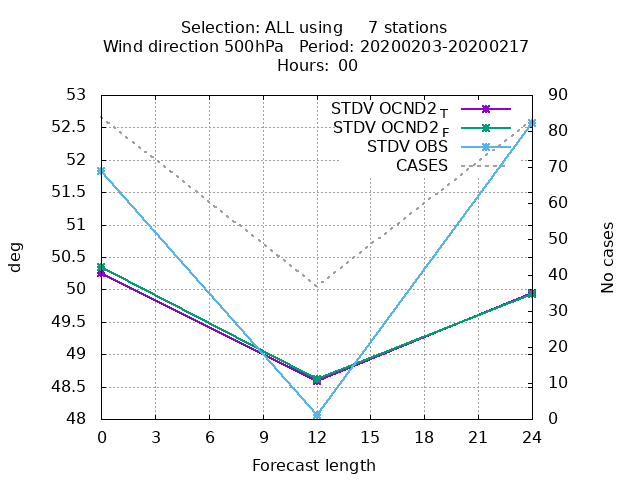 Selection: ALL using     7 stations
Wind direction 500hPa   Period: 20200203-20200217
Hours: 00
STDV OCND2 T
STDV OCND2 F
STDV OBS
CASES
53
52.5
52
51.5
51
50.5
50
49.5
49
48.5
48
deg
90
80
70
60
50
40
30
20
10
0
No cases
0 3 6 9 12 15 18 21 24
Forecast length